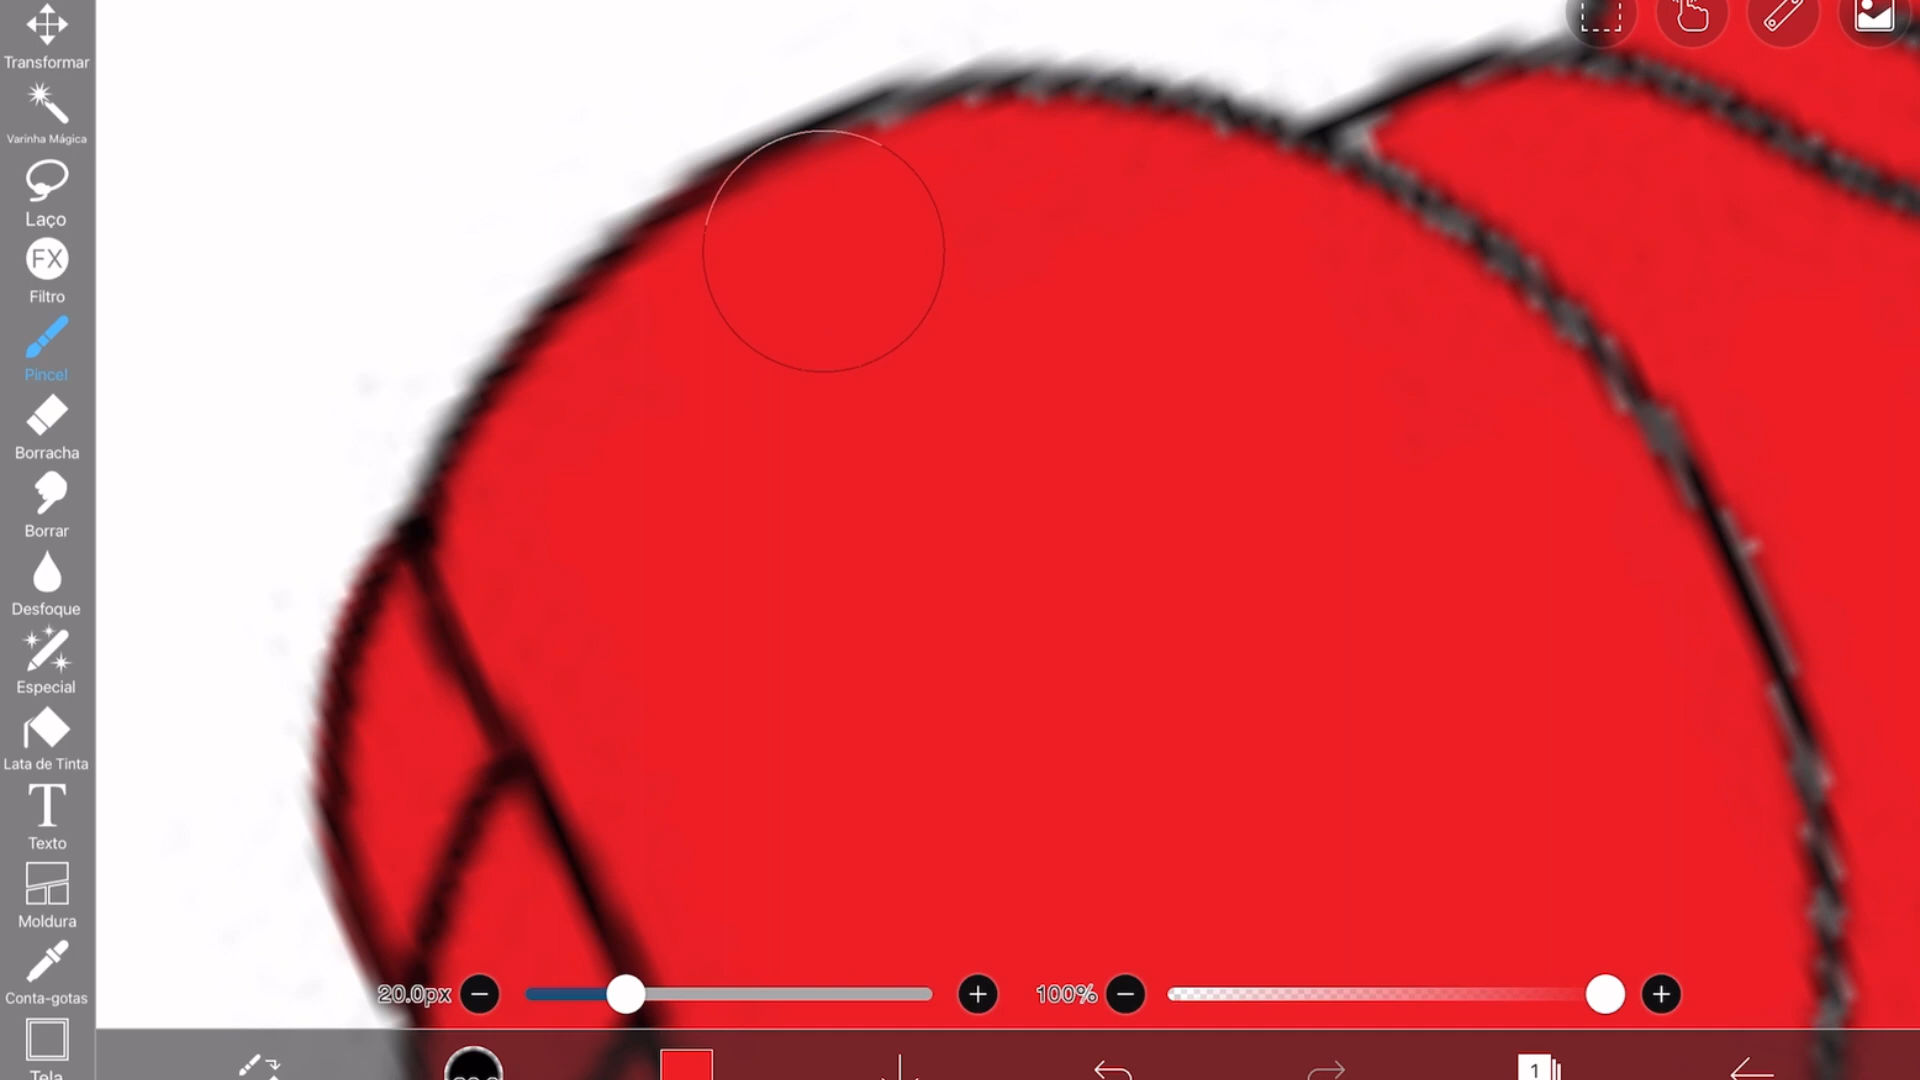 Transformar
Varinha Mágica
Laço
FX
Filtro
Pincel
Borracha
Borrar
Desfoque
Especial
Lata de Tinta
T
Texto
Moldura
Conta-gotas
Tela
20.0px
100%
1